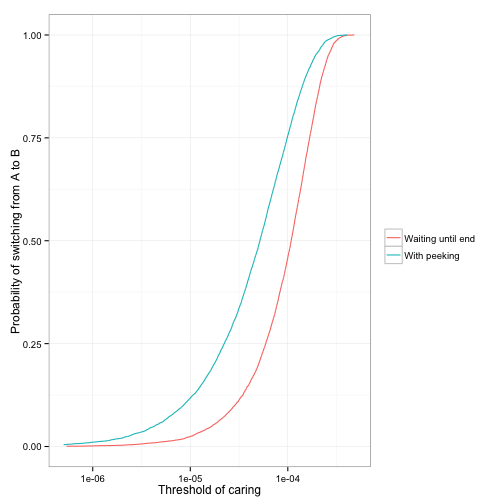 1.00
0.75
0.50
0.25
0.00
Probability of switching from A to B
1e-06 1e-05 1e-04
Threshold of caring
Waiting until end
With peeking